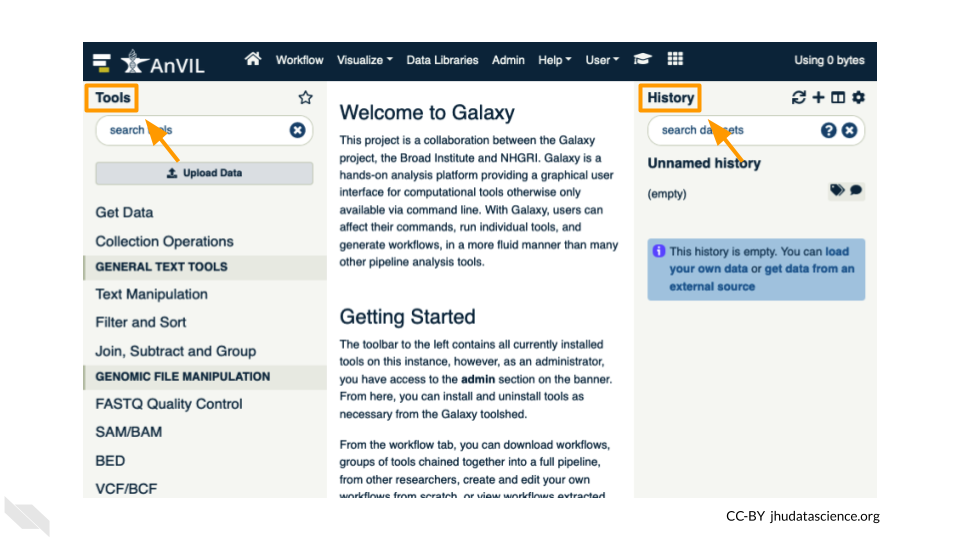 AnVIL
Workflow Visualize Data Libraries Admin Help User Using 0 bytes
Tools
search tools
Upload Data
Get Data
Collection Operations
GENERAL TEXT TOOLS
Text Manipulation
Filter and Sort
Join, Subtract and Group
GENOMIC FILE MANIPULATION
FASTQ Quality Control
SAM/BAM
BED
VCF/BCF
Welcome to Galaxy
This project is a collaboration between the Galaxy
project, the Broad Institute and NHGRI. Galaxy is a
hands-on analysis platform providing a graphical user
interface for computational tools otherwise only
available via command line. With Galaxy, users can
affect their commands, run individual tools, and
generate workflows, in a more fluid manner than many
other pipeline analysis tools.
Getting Started
The toolbar to the left contains all currently installed
tools on this instance, however, as an administrator,
you have access to the admin section on the banner.
From here, you can install and uninstall tools as
necessary from the Galaxy toolshed.
From the workflow tab, you can download workflows,
groups of tools chained together into a full pipeline,
from other researchers, create and edit your own
workflows from scratch, or view workflows extracted
History
search datasets
Unnamed history
(empty)
This history is empty. You can load
your own data or get data from an
external source
CC-BY jhudatascience.org